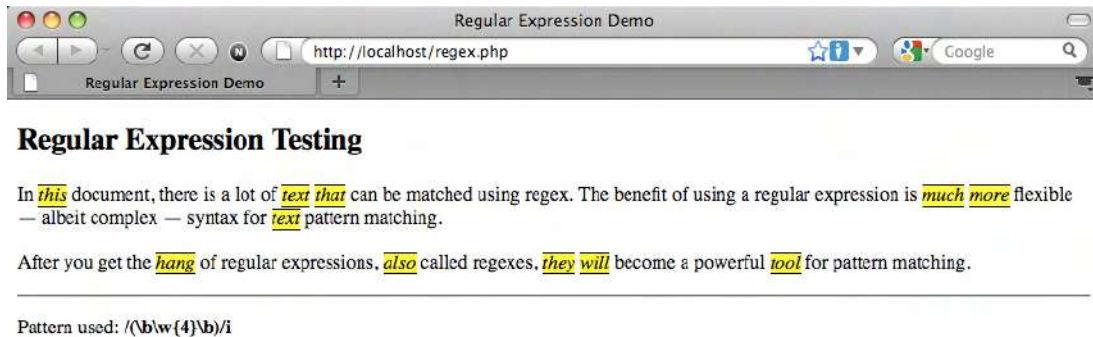 Regular Expression Demo
http://localhost/regex.php
Google
Regular Expression Demo
+
Regular Expression Testing
In this document, there is a lot of text that can be matched using regex. The benefit of using a regular expression is much more flexible
— albeit complex — syntax for text pattern matching.
After you get the hang of regular expressions, also called regexes, they will become a powerful tool for pattern matching.
Pattern used: /(\b\w{4}\b)/i